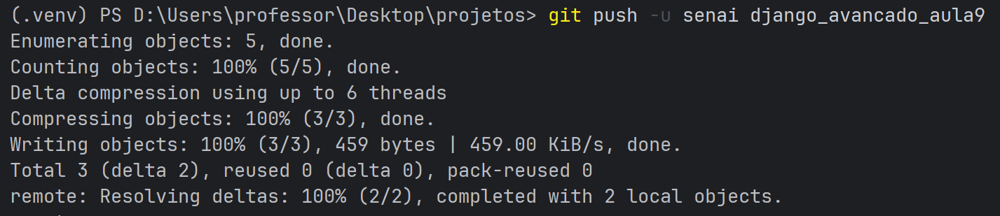 (.venv) PS D:\Users\professor\Desktop\projetos> git push -u senai django_avancado_aula9
Enumerating objects: 5, done.
Counting objects: 100% (5/5), done.
Delta compression using up to 6 threads
Compressing objects: 100% (3/3), done.
Writing objects: 100% (3/3), 459 bytes | 459.00 KiB/s, done.
Total 3 (delta 2), reused 0 (delta 0), pack-reused 0
remote: Resolving deltas: 100% (2/2), completed with 2 local objects.